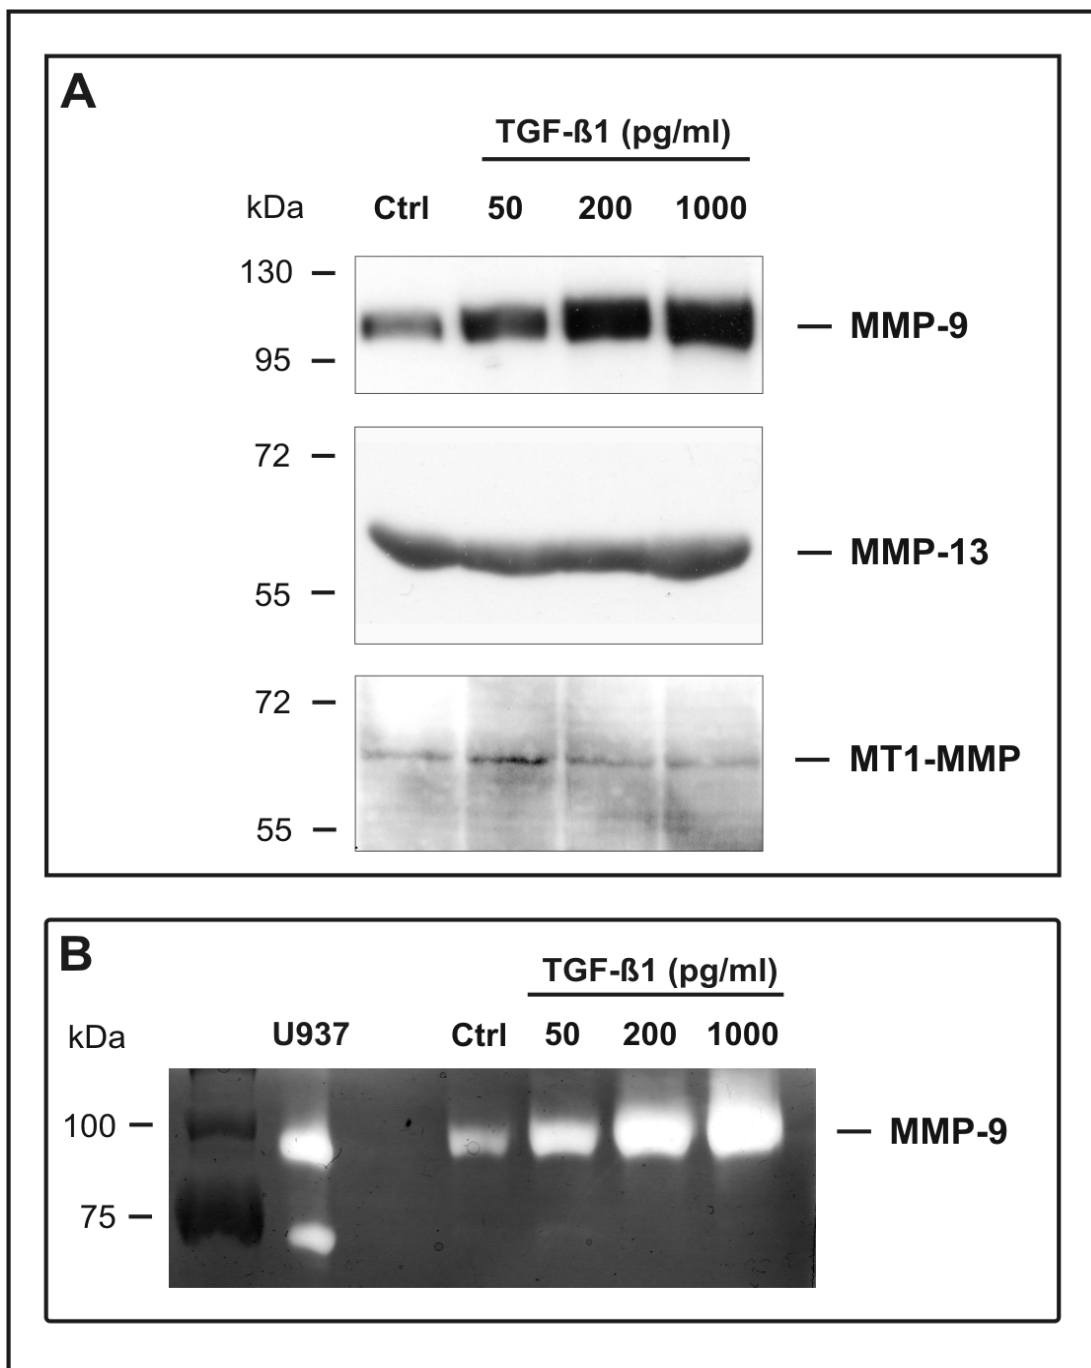 A
TGF-ß1 (pg/ml)
kDa Ctrl 50 200 1000
130
MMP-9
95
72
MMP-13
55
72
MT1-MMP
55
B
TGF-ß1 (pg/ml)
kDa U937 Ctrl 50 200 1000
100 MMP-9
75